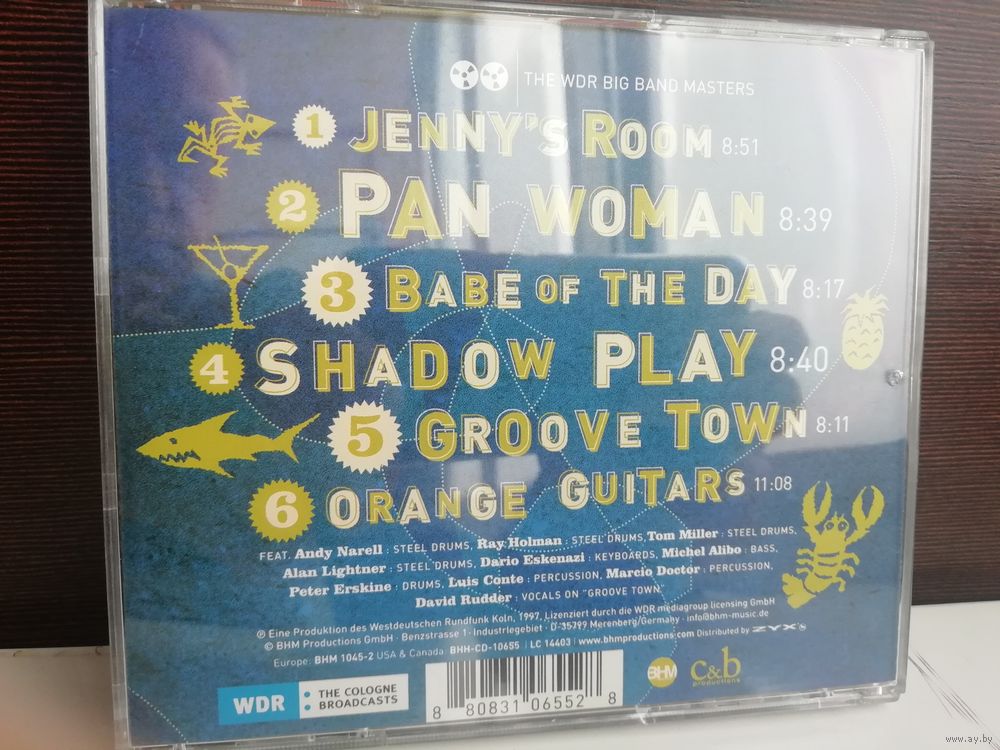 THE WDR BIG BAND MASTERS
1 JENNY'S ROOM 8:51
2 PAN WOMAN 8:39
3 BABE OF THE DAY 8:17
4 SHADOW PLAY 8:40
5 GROOVE TOWN 8:11
6 ORANGE GUITARS 11:08
FEAT. Andy Narell : STEEL DRUMS, Ray Holman : STEEL DRUMS, Tom Miller : STEEL DRUMS,
Alan Lightner : STEEL DRUMS, Dario Eskenazi : KEYBOARDS, Michel Alibo : BASS,
Peter Erskine : DRUMS, Luis Conte : PERCUSSION, Marcio Doctor : PERCUSSION,
David Rudder : VOCALS ON "GROOVE TOWN"
℗ Eine Produktion des Westdeutschen Rundfunk Köln, 1997. Lizenziert durch die WDR mediagroup licensing GmbH
© BHM Productions GmbH · Benzstrasse 1 · Industriegebiet · D-35799 Merenberg/Germany · info@bhm-music.de
Europe: BHM 1045-2 USA & Canada: BHH-CD-10655 | LC 14403 | www.bhmproductions.com Distributed by ZYX
WDR : THE COLOGNE
BROADCASTS
8 80831 06552 8
BHM
c&b
productions
www.ay.by